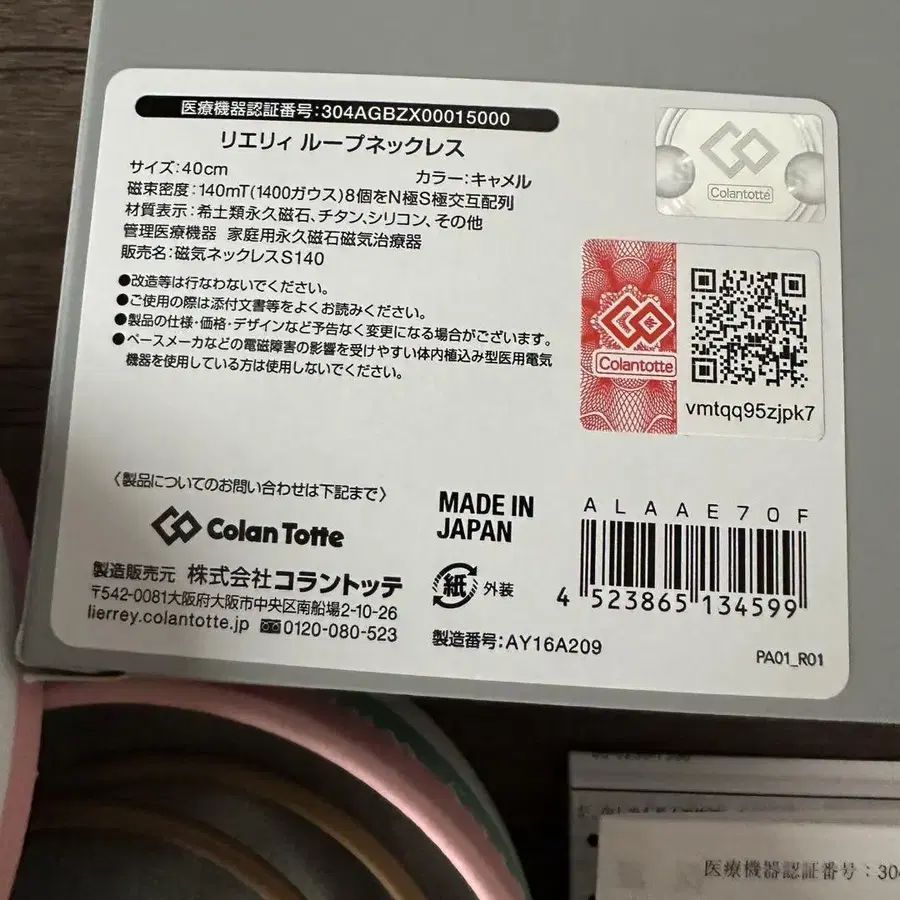 医療機器認証番号:304AGBZX00015000
リエリィ ループネックレス
サイズ:40cm カラー:キャメル
磁束密度:140mT(1400ガウス)8個をN極S極交互配列
材質表示:希土類永久磁石、チタン、シリコン、その他
管理医療機器 家庭用永久磁石磁気治療器
販売名:磁気ネックレスS140
●改造等は行なわないでください。
●ご使用の際は添付文書等をよくお読みください。
●製品の仕様・価格・デザインなど予告なく変更になる場合がございます。
●ペースメーカなどの電磁障害の影響を受けやすい体内植込み型医用電気
機器を使用している方は使用しないでください。
Colantotte
Colantotte
vmtqq95zjpk7
〈製品についてのお問い合わせは下記まで〉
Colan Totte
製造販売元 株式会社コラントッテ
〒542-0081大阪府大阪市中央区南船場2-10-26
lierrey.colantotte.jp 0120-080-523
MADE IN
JAPAN
紙 外装
製造番号:AY16A209
ALAAE70F
4 523865 134599
PA01_R01
医療機器認証番号:304